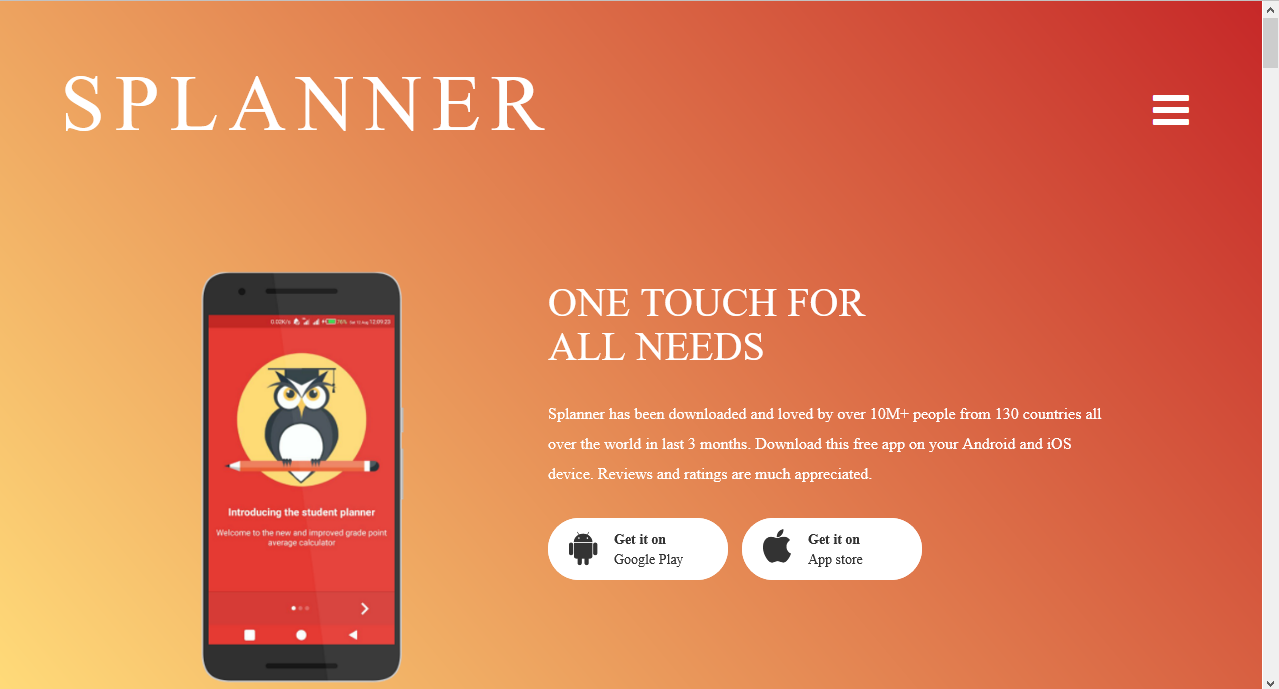 SPLANNER
ONE TOUCH FOR
ALL NEEDS
Splanner has been downloaded and loved by over 10M+ people from 130 countries all
over the world in last 3 months. Download this free app on your Android and iOS
device. Reviews and ratings are much appreciated.
Get it on
Google Play
Get it on
App store
Introducing the student planner
Welcome to the new and improved grade point
average calculator